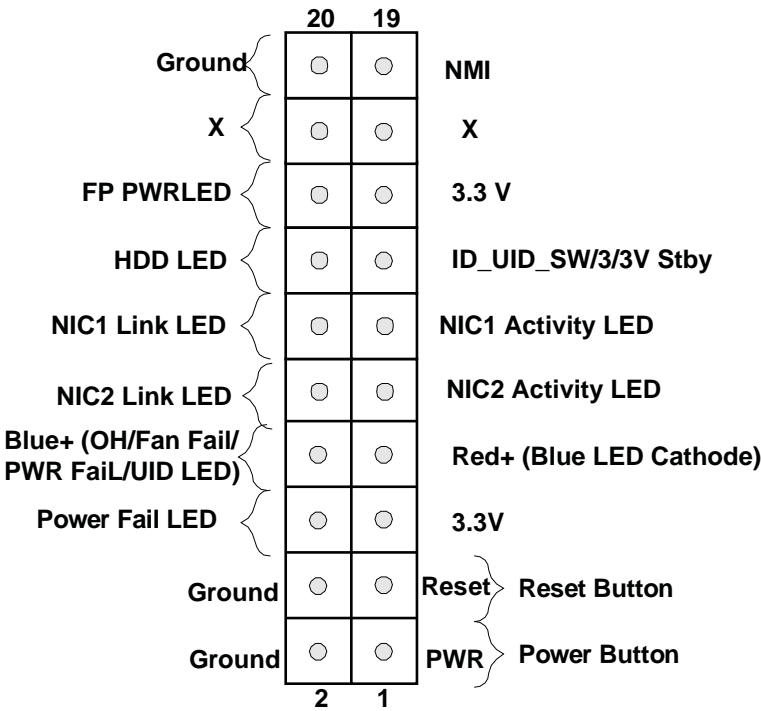 20 19
Ground NMI
X X
FP PWRLED 3.3 V
HDD LED ID_UID_SW/3/3V Stby
NIC1 Link LED NIC1 Activity LED
NIC2 Link LED NIC2 Activity LED
Blue+ (OH/Fan Fail/
PWR FaiL/UID LED) Red+ (Blue LED Cathode)
Power Fail LED 3.3V
Ground Reset Reset Button
Ground PWR Power Button
2 1